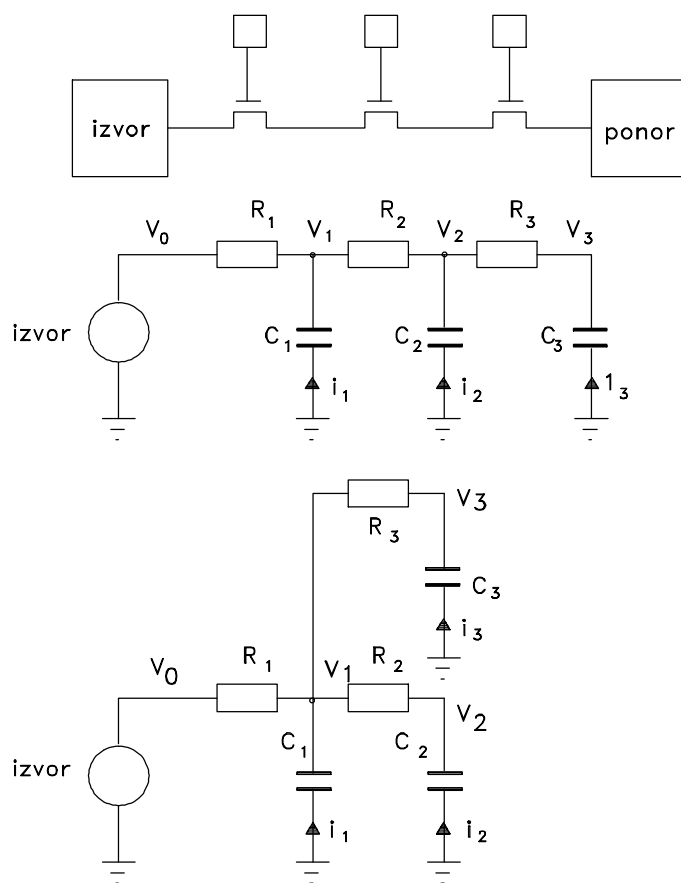 izvor ponor
V0 R1 V1 R2 V2 R3 V3
izvor C1 C2 C3
i1 i2 13
V3
R3
C3
i3
V0 R1 V1 R2
V2
C1 C2
izvor
i1 i2